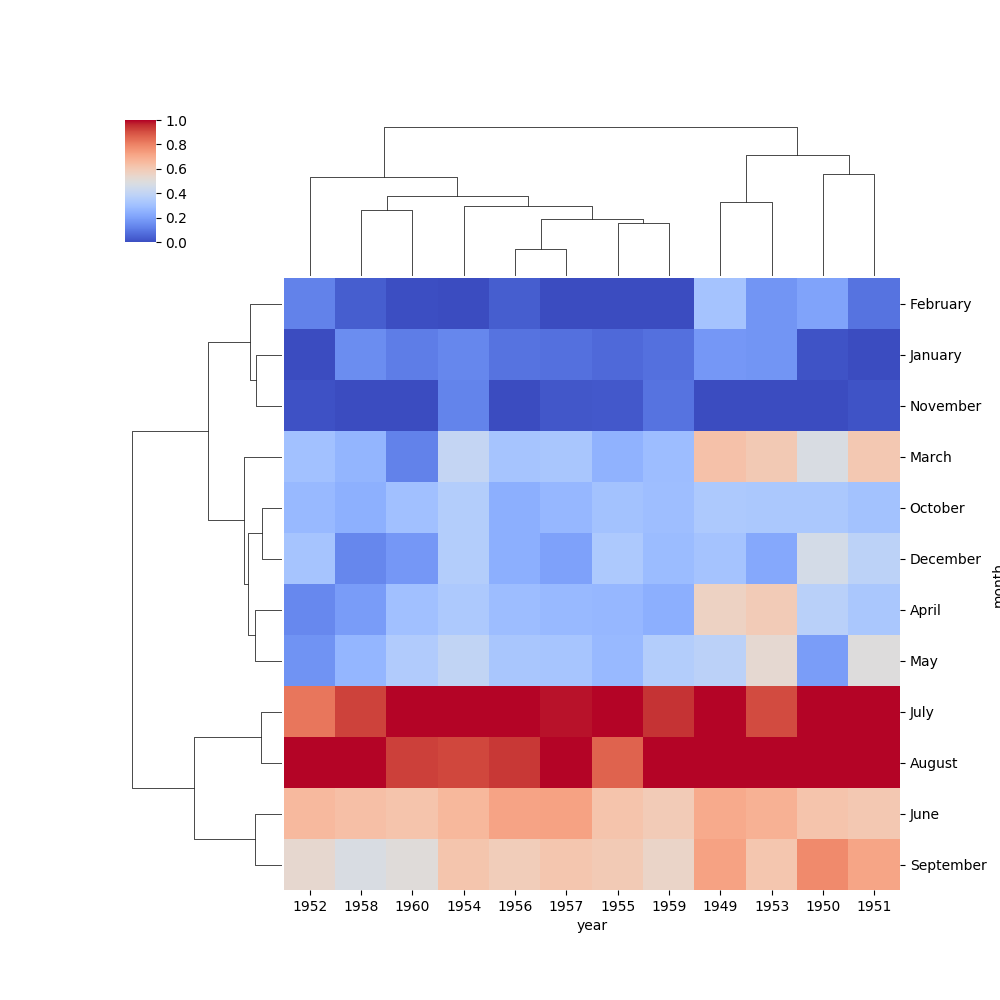 1.0
0.8
0.6
0.4
0.2
0.0
February
January
November
March
October
December
April
month
May
July
August
June
September
1952 1958 1960 1954 1956 1957 1955 1959 1949 1953 1950 1951
year